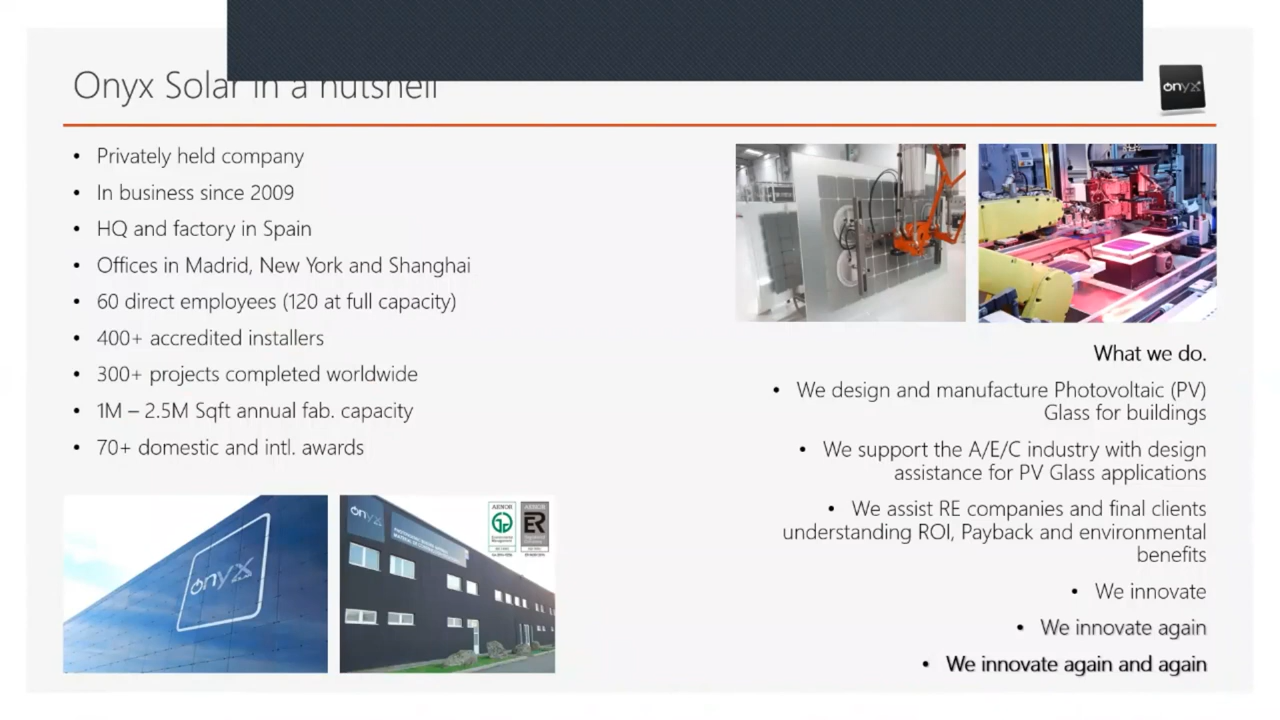 Onyx Solar in a nutshell
onyx
• Privately held company
• In business since 2009
• HQ and factory in Spain
• Offices in Madrid, New York and Shanghai
• 60 direct employees (120 at full capacity)
• 400+ accredited installers
• 300+ projects completed worldwide
• 1M – 2.5M Sqft annual fab. capacity
• 70+ domestic and intl. awards
What we do.
• We design and manufacture Photovoltaic (PV)
Glass for buildings
• We support the A/E/C industry with design
assistance for PV Glass applications
• We assist RE companies and final clients
understanding ROI, Payback and environmental
benefits
• We innovate
• We innovate again
• We innovate again and again
onyx
onyx
AENOR
AENOR
ER